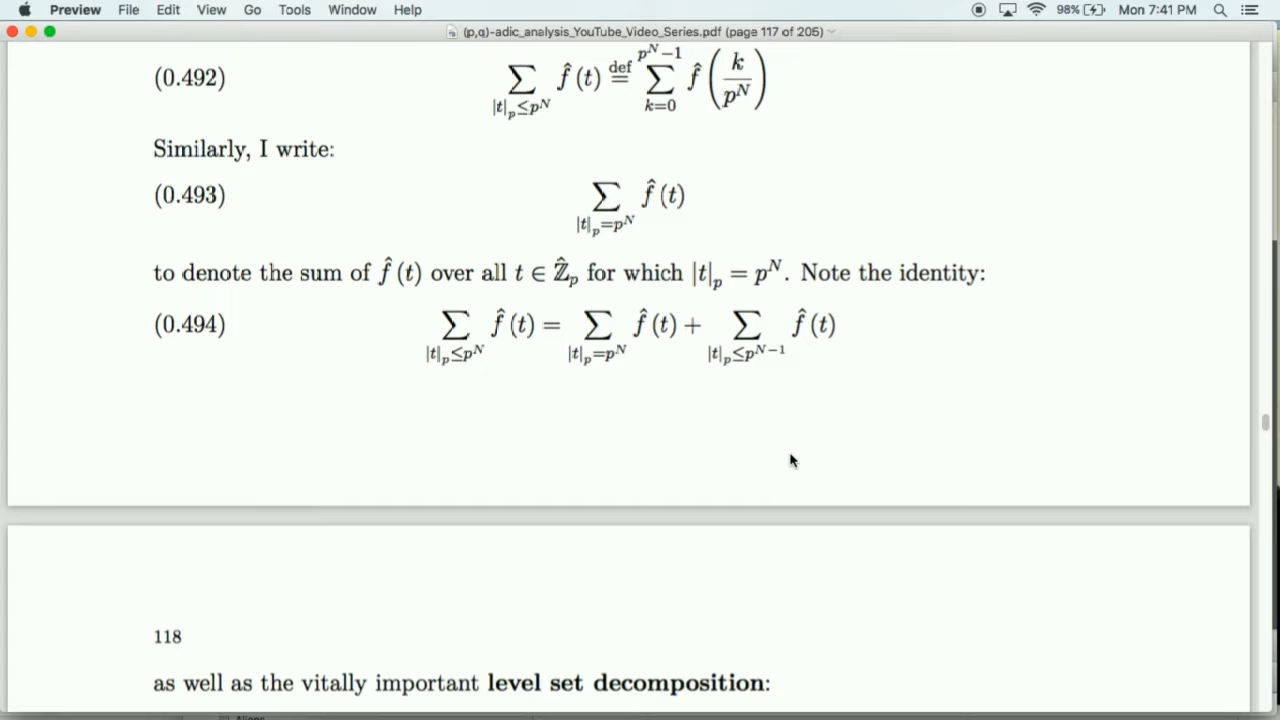 Preview File Edit View Go Tools Window Help 98% Mon 7:41 PM
(p,q)-adic_analysis_YouTube_Video_Series.pdf (page 117 of 205)
(0.492) ∑_{|t|_p≤p^N} f̂(t) def= ∑_{k=0}^{p^N−1} f̂(k/p^N)
Similarly, I write:
(0.493) ∑_{|t|_p=p^N} f̂(t)
to denote the sum of f̂(t) over all t ∈ ℤ̂_p for which |t|_p = p^N. Note the identity:
(0.494) ∑_{|t|_p≤p^N} f̂(t) = ∑_{|t|_p=p^N} f̂(t) + ∑_{|t|_p≤p^{N−1}} f̂(t)
118
as well as the vitally important level set decomposition: